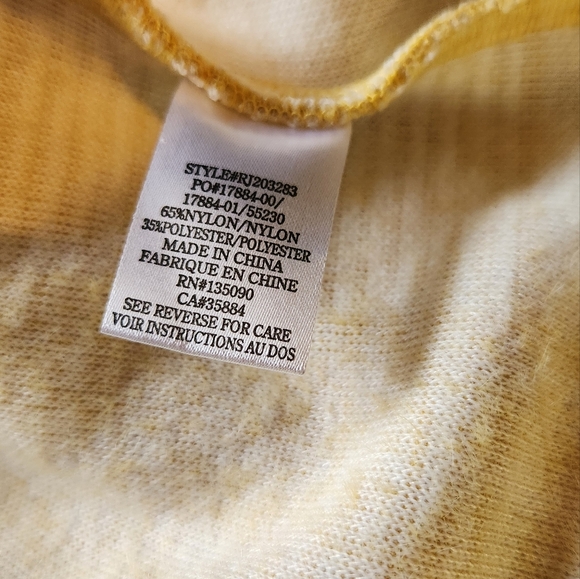 STYLE#RJ203283
PO#17884-00/
17884-01/55230
65%NYLON/NYLON
35%POLYESTER/POLYESTER
MADE IN CHINA
FABRIQUE EN CHINE
RN#135090
CA#35884
SEE REVERSE FOR CARE
VOIR INSTRUCTIONS AU DOS